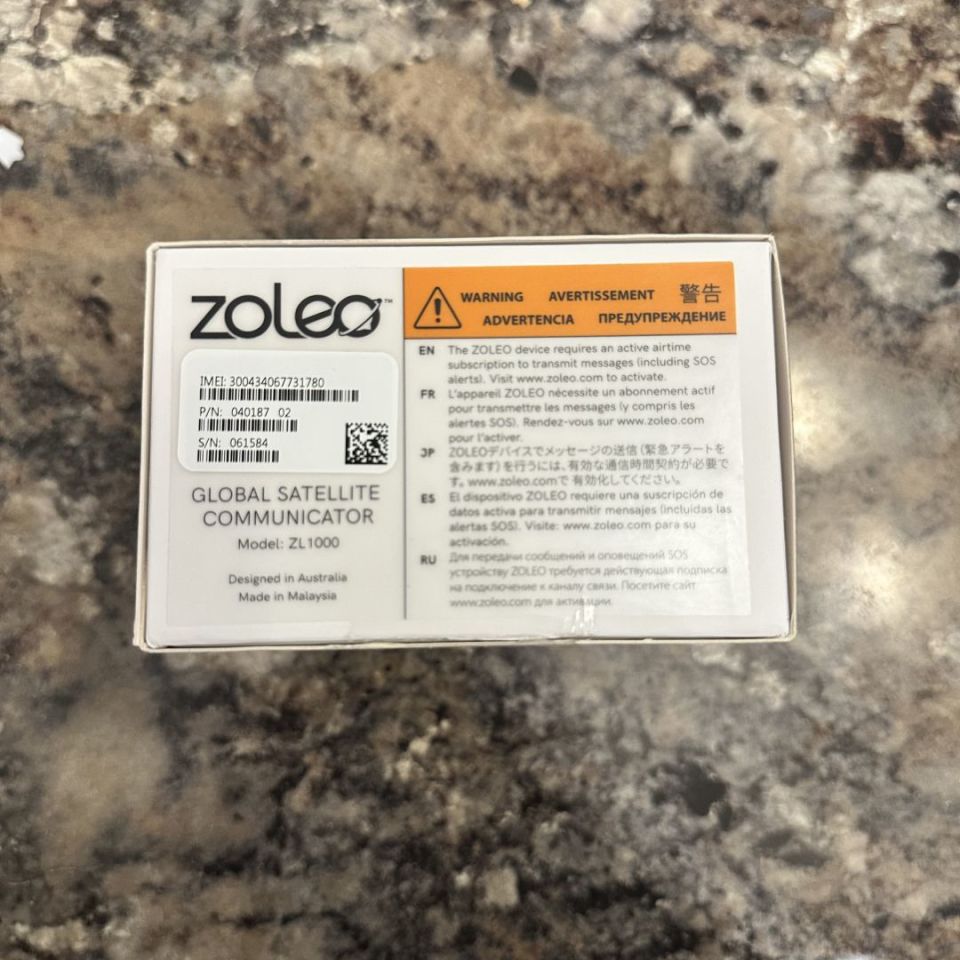 zoleo™
IMEI: 300434067731780
P/N: 040187 02
S/N: 061584
GLOBAL SATELLITE
COMMUNICATOR
Model: ZL1000
Designed in Australia
Made in Malaysia
WARNING AVERTISSEMENT 警告
ADVERTENCIA ПРЕДУПРЕЖДЕНИЕ
EN The ZOLEO device requires an active airtime
subscription to transmit messages (including SOS
alerts). Visit www.zoleo.com to activate.
FR L'appareil ZOLEO nécessite un abonnement actif
pour transmettre les messages (y compris les
alertes SOS). Rendez-vous sur www.zoleo.com
pour l'activer.
JP ZOLEOデバイスでメッセージの送信（緊急アラートを
含みます）を行うには、有効な通信時間契約が必要で
す。www.zoleo.comで 有効化してください。
ES El dispositivo ZOLEO requiere una suscripción de
datos activa para transmitir mensajes (incluidas las
alertas SOS). Visite: www.zoleo.com para su
activación.
RU Для передачи сообщений и оповещений SOS
устройству ZOLEO требуется действующая подписка
на подключение к каналу связи. Посетите сайт
www.zoleo.com для активации.